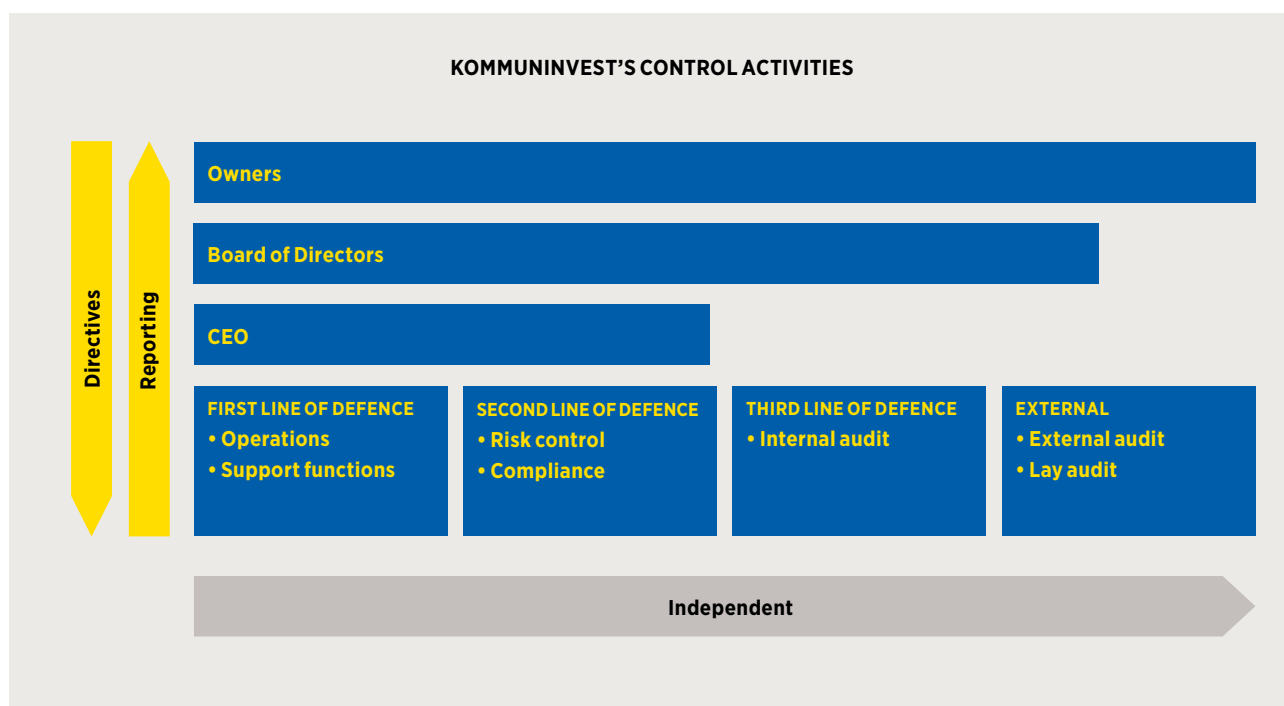 KOMMUNINVEST'S CONTROL ACTIVITIES
Directives
Reporting
Owners
Board of Directors
CEO
FIRST LINE OF DEFENCE
• Operations
• Support functions
SECOND LINE OF DEFENCE
• Risk control
• Compliance
THIRD LINE OF DEFENCE
• Internal audit
EXTERNAL
• External audit
• Lay audit
Independent